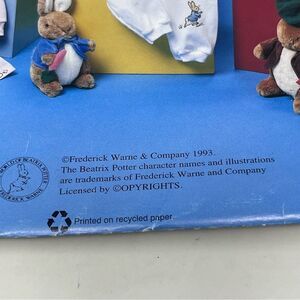 ©Frederick Warne & Company 1993.
The Beatrix Potter character names and illustrations
are trademarks of Frederick Warne and Company
Licensed by ©OPYRIGHTS.
Printed on recycled paper